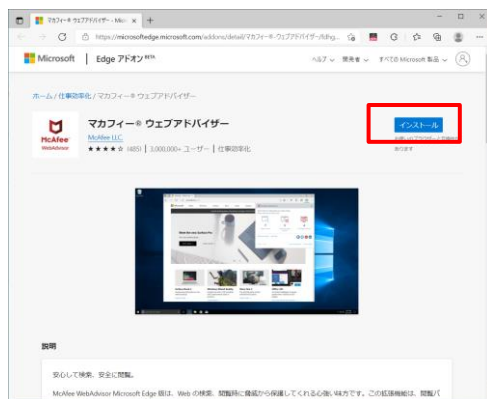 マカフィー® ウェブアドバイザー - Micr
https://microsoftedge.microsoft.com/addons/detail/マカフィー®-ウェブアドバイザー/fdhg...
Microsoft Edge アドオン BETA ヘルプ 開発者 すべての Microsoft 製品
ホーム / 仕事効率化 / マカフィー® ウェブアドバイザー
マカフィー® ウェブアドバイザー
インストール
McAfee LLC
McAfee
WebAdvisor
(485) | 3,000,000+ ユーザー | 仕事効率化
あります
説明
安心して検索、安全に閲覧。
McAfee WebAdvisor Microsoft Edge 版は、Web の検索、閲覧時に脅威から保護してくれる心強い味方です。この拡張機能は、閲覧パ